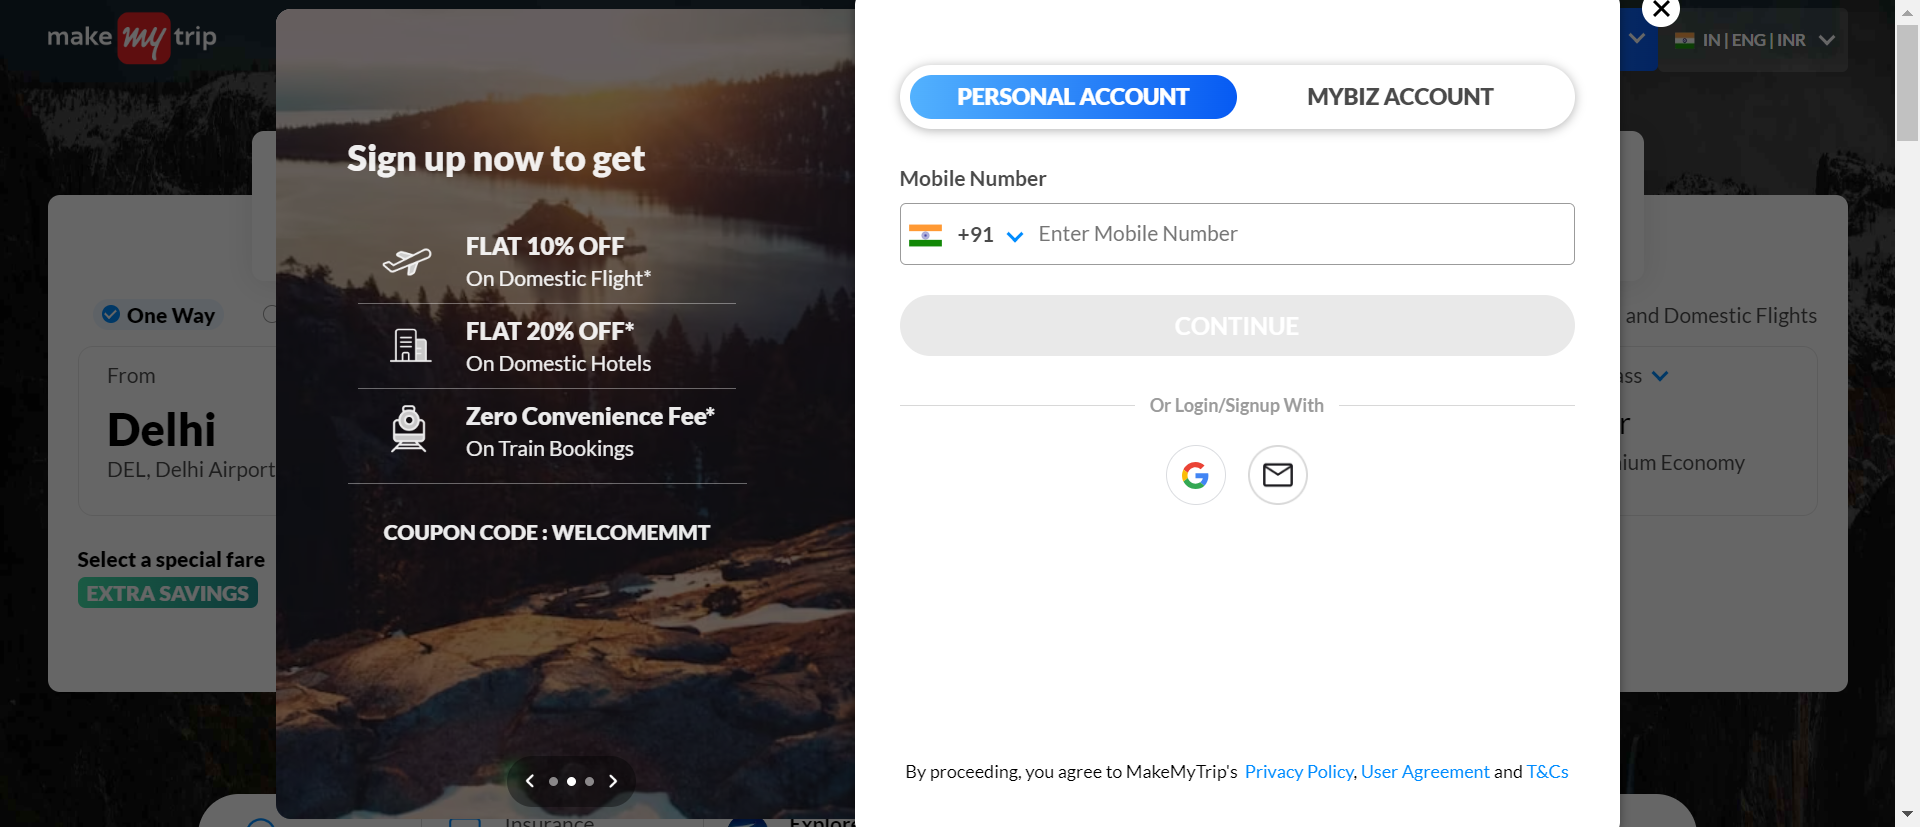 make my trip
IN | ENG | INR
PERSONAL ACCOUNT
MYBIZ ACCOUNT
Sign up now to get
FLAT 10% OFF
On Domestic Flight*
FLAT 20% OFF*
On Domestic Hotels
Zero Convenience Fee*
On Train Bookings
COUPON CODE : WELCOMEMMT
Mobile Number
+91 Enter Mobile Number
CONTINUE
Or Login/Signup With
By proceeding, you agree to MakeMyTrip's Privacy Policy, User Agreement and T&Cs
One Way
From
Delhi
DEL, Delhi Airport
Select a special fare
EXTRA SAVINGS
and Domestic Flights
Economy
Insurance
Explore